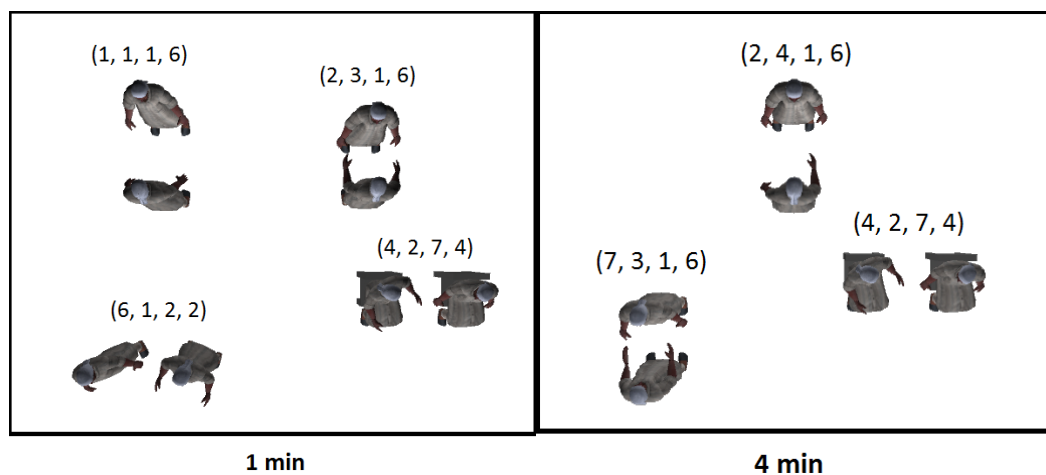 (1, 1, 1, 6)
(2, 3, 1, 6)
(4, 2, 7, 4)
(6, 1, 2, 2)
1 min
(2, 4, 1, 6)
(4, 2, 7, 4)
(7, 3, 1, 6)
4 min